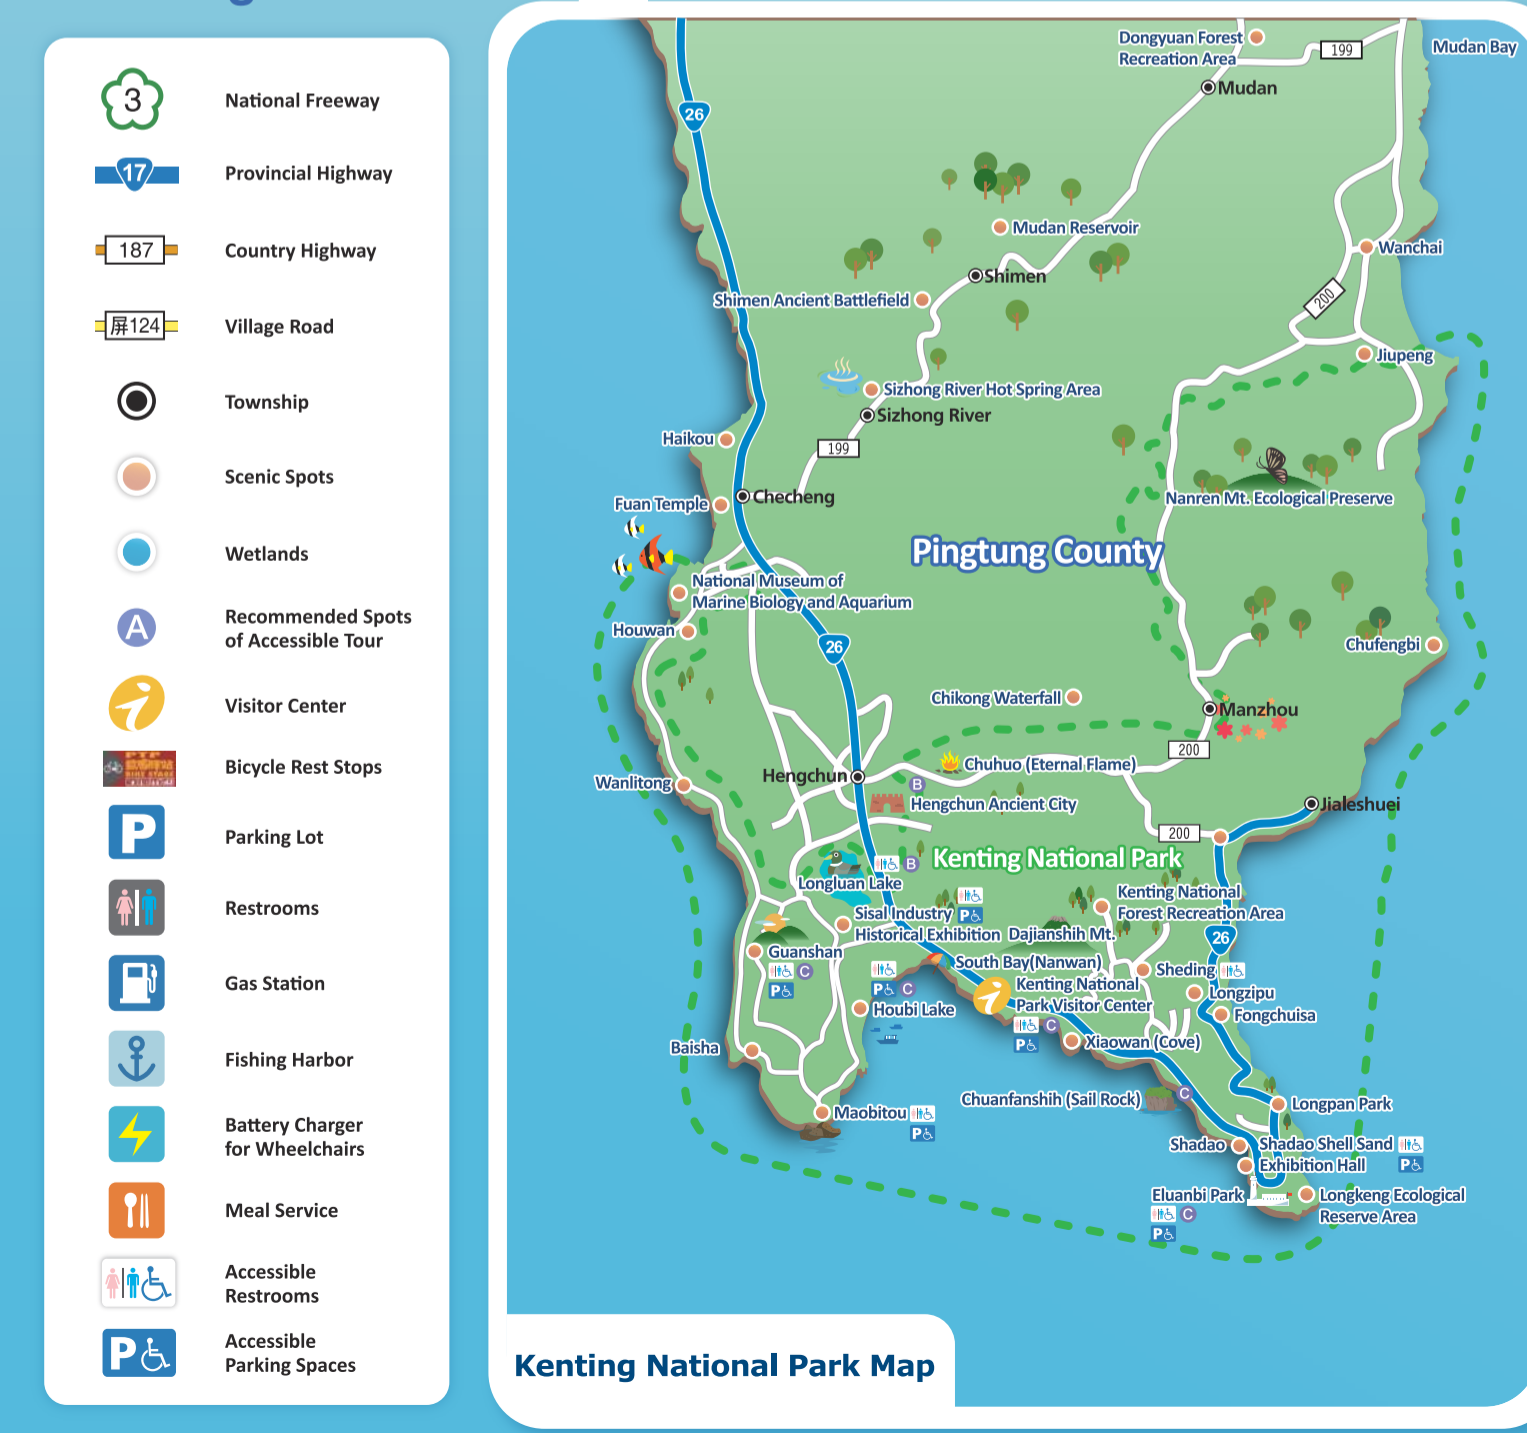 3
National Freeway
17
Provincial Highway
187
Country Highway
屏124
Village Road
Township
Scenic Spots
Wetlands
A
Recommended Spots
of Accessible Tour
Visitor Center
Bicycle Rest Stops
P
Parking Lot
Restrooms
Gas Station
Fishing Harbor
Battery Charger
for Wheelchairs
Meal Service
Accessible
Restrooms
P
Accessible
Parking Spaces
Dongyuan Forest
Recreation Area
199
Mudan Bay
Mudan
26
Mudan Reservoir
Wanchai
Shimen
Shimen Ancient Battlefield
200
Jiupeng
Sizhong River Hot Spring Area
Sizhong River
Haikou
199
Checheng
Fuan Temple
Nanren Mt. Ecological Preserve
Pingtung County
National Museum of
Marine Biology and Aquarium
Houwan
26
Chufengbi
Chikong Waterfall
Manzhou
200
Chuhuo (Eternal Flame)
Hengchun
Wanlitong
B
Hengchun Ancient City
Jialeshuei
200
Kenting National Park
B
Longluan Lake
Kenting National
Forest Recreation Area
P
Sisal Industry
Historical Exhibition
Dajianshih Mt.
26
Guanshan
C
P
South Bay(Nanwan)
P C
Sheding
Kenting National
Park Visitor Center
C
P
Longzipu
Houbi Lake
Fongchuisa
Baisha
Xiaowan (Cove)
Chuanfanshih (Sail Rock)
C
Longpan Park
Maobitou
P
Shadao
Shadao Shell Sand
Exhibition Hall
P
Eluanbi Park
C
P
Longkeng Ecological
Reserve Area
Kenting National Park Map